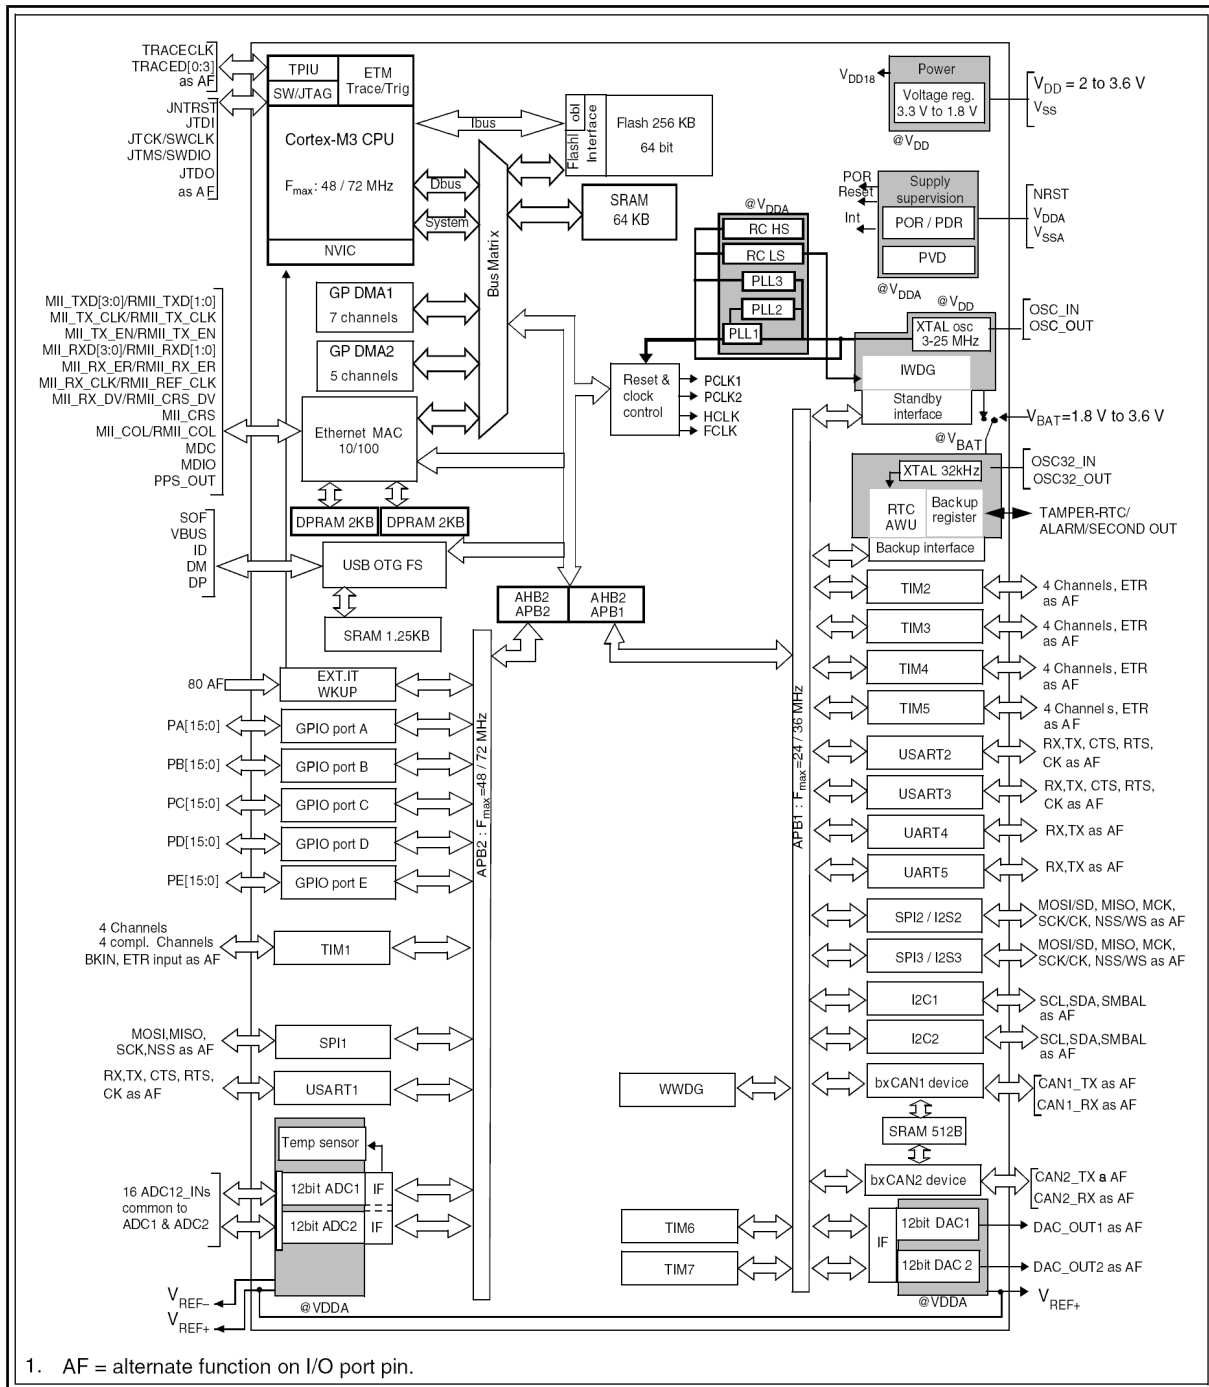 TRACECLK
TRACED[0:3]
as AF
JNTRST
JTDI
JTCK/SWCLK
JTMS/SWDIO
JTDO
as AF
TPIU
SW/JTAG
ETM
Trace/Trig
Cortex-M3 CPU
Fmax: 48 / 72 MHz
NVIC
Ibus
Dbus
System
Flashl obl
Interface
Flash 256 KB
64 bit
SRAM
64 KB
Bus Matrix
GP DMA1
7 channels
GP DMA2
5 channels
MII_TXD[3:0]/RMII_TXD[1:0]
MII_TX_CLK/RMII_TX_CLK
MII_TX_EN/RMII_TX_EN
MII_RXD[3:0]/RMII_RXD[1:0]
MII_RX_ER/RMII_RX_ER
MII_RX_CLK/RMII_REF_CLK
MII_RX_DV/RMII_CRS_DV
MII_CRS
MII_COL/RMII_COL
MDC
MDIO
PPS_OUT
Ethernet MAC
10/100
DPRAM 2KB
DPRAM 2KB
SOF
VBUS
ID
DM
DP
USB OTG FS
SRAM 1.25KB
@VDDA
RC HS
RC LS
PLL3
PLL2
PLL1
Reset &
clock
control
PCLK1
PCLK2
HCLK
FCLK
VDD18
Power
Voltage reg.
3.3 V to 1.8 V
@VDD
VDD = 2 to 3.6 V
VSS
POR
Reset
Int
Supply
supervision
POR / PDR
PVD
@VDDA
NRST
VDDA
VSSA
@VDD
XTAL osc
3-25 MHz
OSC_IN
OSC_OUT
IWDG
Standby
interface
VBAT=1.8 V to 3.6 V
@VBAT
XTAL 32kHz
OSC32_IN
OSC32_OUT
RTC
AWU
Backup
register
TAMPER-RTC/
ALARM/SECOND OUT
Backup interface
AHB2
APB2
AHB2
APB1
APB2 : Fmax=48 / 72 MHz
APB1 : Fmax=24 / 36 MHz
80 AF
EXT.IT
WKUP
PA[15:0]
GPIO port A
PB[15:0]
GPIO port B
PC[15:0]
GPIO port C
PD[15:0]
GPIO port D
PE[15:0]
GPIO port E
4 Channels
4 compl. Channels
BKIN, ETR input as AF
TIM1
MOSI,MISO,
SCK,NSS as AF
SPI1
RX,TX, CTS, RTS,
CK as AF
USART1
Temp sensor
16 ADC12_INs
common to
ADC1 & ADC2
12bit ADC1
IF
12bit ADC2
IF
VREF–
VREF+
@VDDA
TIM2
4 Channels, ETR
as AF
TIM3
4 Channels, ETR
as AF
TIM4
4 Channels, ETR
as AF
TIM5
4 Channels, ETR
as AF
USART2
RX,TX, CTS, RTS,
CK as AF
USART3
RX,TX, CTS, RTS,
CK as AF
UART4
RX,TX as AF
UART5
RX,TX as AF
SPI2 / I2S2
MOSI/SD, MISO, MCK,
SCK/CK, NSS/WS as AF
SPI3 / I2S3
MOSI/SD, MISO, MCK,
SCK/CK, NSS/WS as AF
I2C1
SCL,SDA,SMBAL
as AF
I2C2
SCL,SDA,SMBAL
as AF
WWDG
bxCAN1 device
CAN1_TX as AF
CAN1_RX as AF
SRAM 512B
bxCAN2 device
CAN2_TX a AF
CAN2_RX as AF
TIM6
TIM7
IF
12bit DAC1
DAC_OUT1 as AF
12bit DAC 2
DAC_OUT2 as AF
@VDDA
VREF+
1. AF = alternate function on I/O port pin.